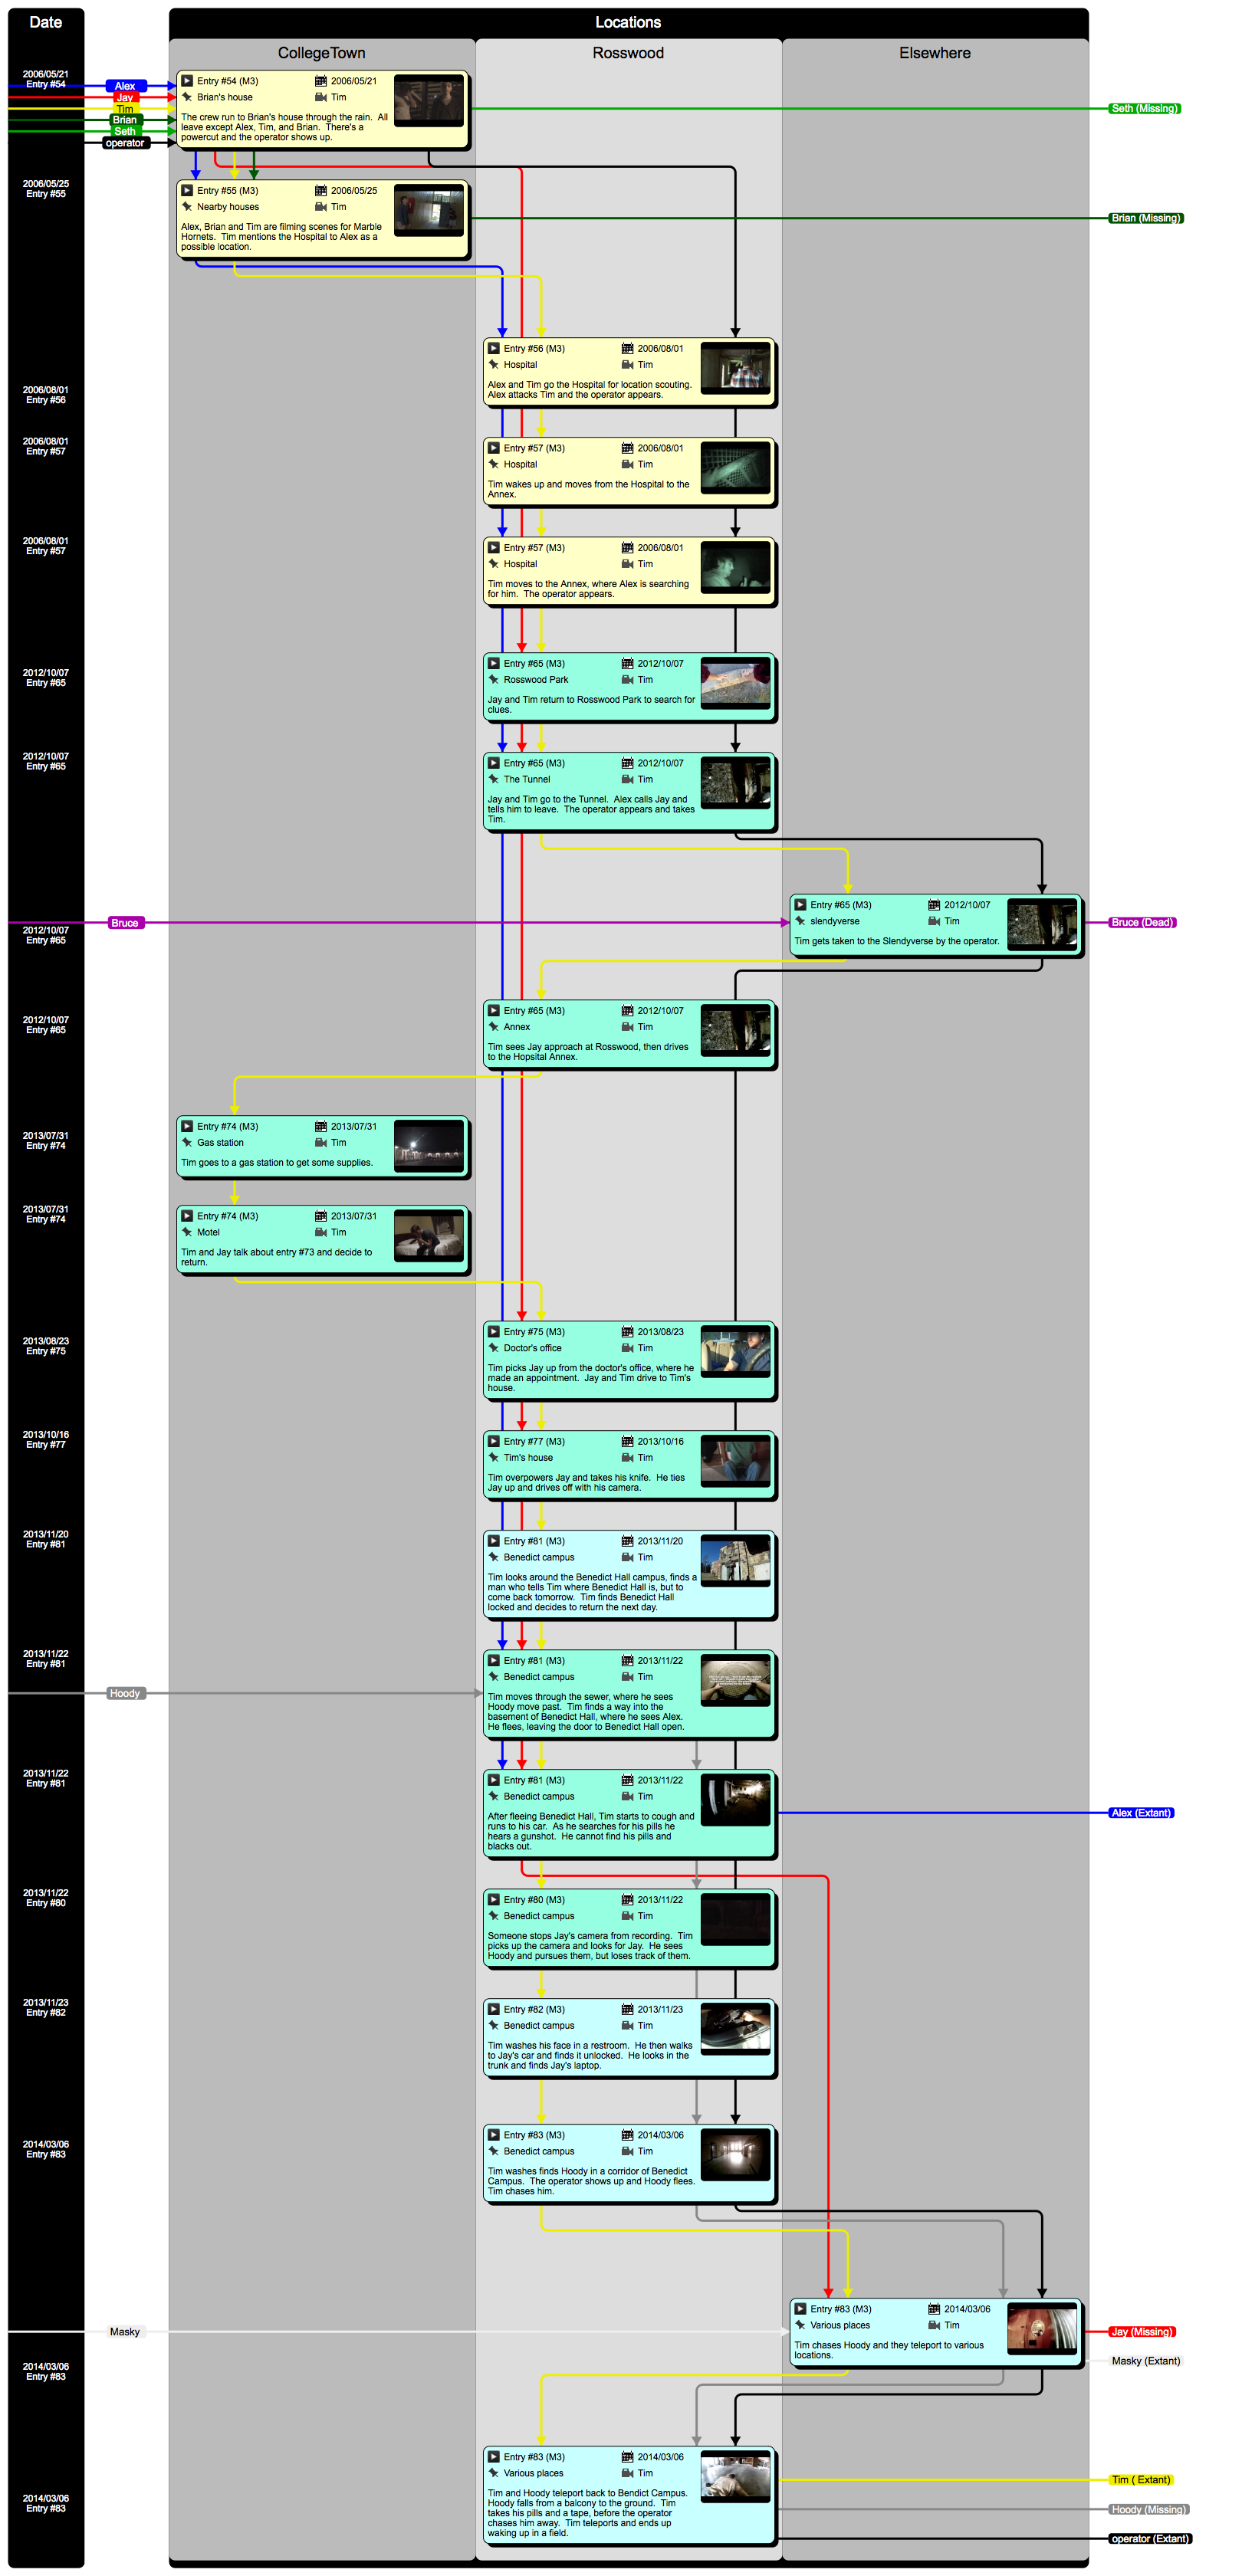 Date
Locations
CollegeTown
Rosswood
Elsewhere
2006/05/21
Entry #54
Alex
Jay
Tim
Brian
Seth
operator
Entry #54 (M3)
2006/05/21
Brian's house
Tim
The crew run to Brian's house through the rain. All
leave except Alex, Tim, and Brian. There's a
powercut and the operator shows up.
Seth (Missing)
2006/05/25
Entry #55
Entry #55 (M3)
2006/05/25
Nearby houses
Tim
Alex, Brian and Tim are filming scenes for Marble
Hornets. Tim mentions the Hospital to Alex as a
possible location.
Brian (Missing)
2006/08/01
Entry #56
Entry #56 (M3)
2006/08/01
Hospital
Tim
Alex and Tim go the Hospital for location scouting.
Alex attacks Tim and the operator appears.
2006/08/01
Entry #57
Entry #57 (M3)
2006/08/01
Hospital
Tim
Tim wakes up and moves from the Hospital to the
Annex.
2006/08/01
Entry #57
Entry #57 (M3)
2006/08/01
Hospital
Tim
Tim moves to the Annex, where Alex is searching
for him. The operator appears.
2012/10/07
Entry #65
Entry #65 (M3)
2012/10/07
Rosswood Park
Tim
Jay and Tim return to Rosswood Park to search for
clues.
2012/10/07
Entry #65
Entry #65 (M3)
2012/10/07
The Tunnel
Tim
Jay and Tim go to the Tunnel. Alex calls Jay and
tells him to leave. The operator appears and takes
Tim.
Bruce
2012/10/07
Entry #65
Entry #65 (M3)
2012/10/07
slendyverse
Tim
Tim gets taken to the Slendyverse by the operator.
Bruce (Dead)
2012/10/07
Entry #65
Entry #65 (M3)
2012/10/07
Annex
Tim
Tim sees Jay approach at Rosswood, then drives
to the Hopsital Annex.
2013/07/31
Entry #74
Entry #74 (M3)
2013/07/31
Gas station
Tim
Tim goes to a gas station to get some supplies.
2013/07/31
Entry #74
Entry #74 (M3)
2013/07/31
Motel
Tim
Tim and Jay talk about entry #73 and decide to
return.
2013/08/23
Entry #75
Entry #75 (M3)
2013/08/23
Doctor's office
Tim
Tim picks Jay up from the doctor's office, where he
made an appointment. Jay and Tim drive to Tim's
house.
2013/10/16
Entry #77
Entry #77 (M3)
2013/10/16
Tim's house
Tim
Tim overpowers Jay and takes his knife. He ties
Jay up and drives off with his camera.
2013/11/20
Entry #81
Entry #81 (M3)
2013/11/20
Benedict campus
Tim
Tim looks around the Benedict Hall campus, finds a
man who tells Tim where Benedict Hall is, but to
come back tomorrow. Tim finds Benedict Hall
locked and decides to return the next day.
2013/11/22
Entry #81
Hoody
Entry #81 (M3)
2013/11/22
Benedict campus
Tim
Tim moves through the sewer, where he sees
Hoody move past. Tim finds a way into the
basement of Benedict Hall, where he sees Alex.
He flees, leaving the door to Benedict Hall open.
2013/11/22
Entry #81
Entry #81 (M3)
2013/11/22
Benedict campus
Tim
After fleeing Benedict Hall, Tim starts to cough and
runs to his car. As he searches for his pills he
hears a gunshot. He cannot find his pills and
blacks out.
Alex (Extant)
2013/11/22
Entry #80
Entry #80 (M3)
2013/11/22
Benedict campus
Tim
Someone stops Jay's camera from recording. Tim
picks up the camera and looks for Jay. He sees
Hoody and pursues them, but loses track of them.
2013/11/23
Entry #82
Entry #82 (M3)
2013/11/23
Benedict campus
Tim
Tim washes his face in a restroom. He then walks
to Jay's car and finds it unlocked. He looks in the
trunk and finds Jay's laptop.
2014/03/06
Entry #83
Entry #83 (M3)
2014/03/06
Benedict campus
Tim
Tim washes finds Hoody in a corridor of Benedict
Campus. The operator shows up and Hoody flees.
Tim chases him.
Masky
2014/03/06
Entry #83
Entry #83 (M3)
2014/03/06
Various places
Tim
Tim chases Hoody and they teleport to various
locations.
Jay (Missing)
Masky (Extant)
2014/03/06
Entry #83
Entry #83 (M3)
2014/03/06
Various places
Tim
Tim and Hoody teleport back to Bendict Campus.
Hoody falls from a balcony to the ground. Tim
takes his pills and a tape, before the operator
chases him away. Tim teleports and ends up
waking up in a field.
Tim ( Extant)
Hoody (Missing)
operator (Extant)